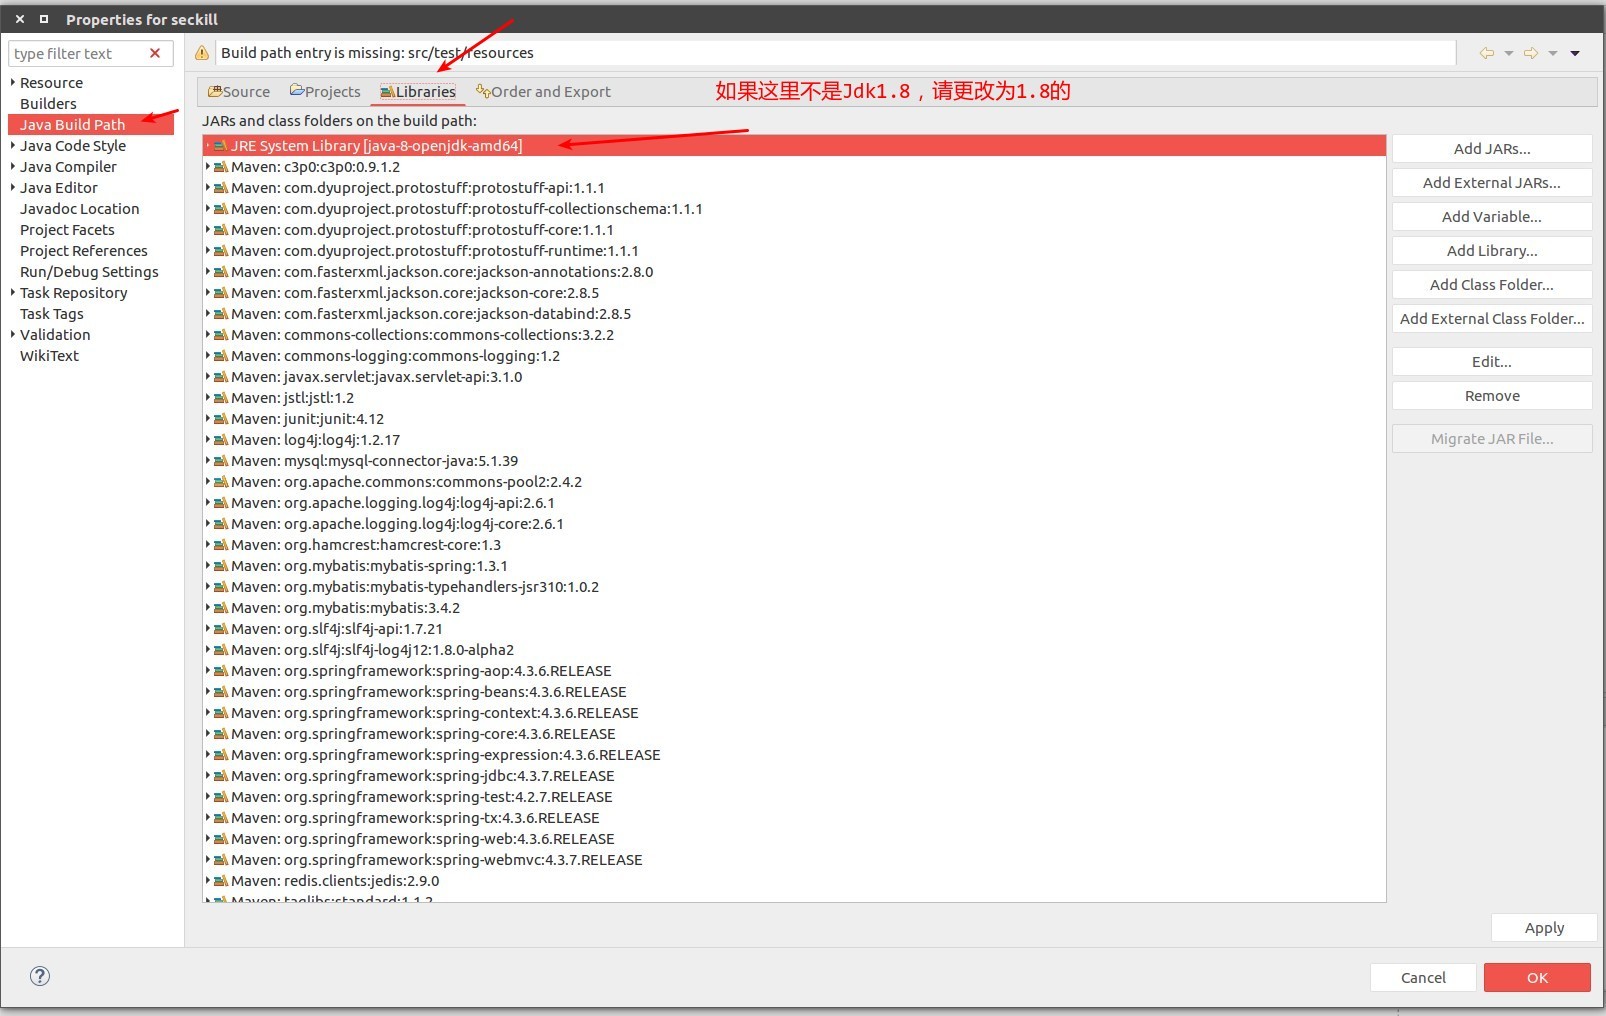 Properties for seckill
type filter text
Resource
Builders
Java Build Path
Java Code Style
Java Compiler
Java Editor
Javadoc Location
Project Facets
Project References
Run/Debug Settings
Task Repository
Task Tags
Validation
WikiText
Build path entry is missing: src/test/resources
Source
Projects
Libraries
Order and Export
如果这里不是Jdk1.8，请更改为1.8的
JARs and class folders on the build path:
JRE System Library [java-8-openjdk-amd64]
Maven: c3p0:c3p0:0.9.1.2
Maven: com.dyuproject.protostuff:protostuff-api:1.1.1
Maven: com.dyuproject.protostuff:protostuff-collectionschema:1.1.1
Maven: com.dyuproject.protostuff:protostuff-core:1.1.1
Maven: com.dyuproject.protostuff:protostuff-runtime:1.1.1
Maven: com.fasterxml.jackson.core:jackson-annotations:2.8.0
Maven: com.fasterxml.jackson.core:jackson-core:2.8.5
Maven: com.fasterxml.jackson.core:jackson-databind:2.8.5
Maven: commons-collections:commons-collections:3.2.2
Maven: commons-logging:commons-logging:1.2
Maven: javax.servlet:javax.servlet-api:3.1.0
Maven: jstl:jstl:1.2
Maven: junit:junit:4.12
Maven: log4j:log4j:1.2.17
Maven: mysql:mysql-connector-java:5.1.39
Maven: org.apache.commons:commons-pool2:2.4.2
Maven: org.apache.logging.log4j:log4j-api:2.6.1
Maven: org.apache.logging.log4j:log4j-core:2.6.1
Maven: org.hamcrest:hamcrest-core:1.3
Maven: org.mybatis:mybatis-spring:1.3.1
Maven: org.mybatis:mybatis-typehandlers-jsr310:1.0.2
Maven: org.mybatis:mybatis:3.4.2
Maven: org.slf4j:slf4j-api:1.7.21
Maven: org.slf4j:slf4j-log4j12:1.8.0-alpha2
Maven: org.springframework:spring-aop:4.3.6.RELEASE
Maven: org.springframework:spring-beans:4.3.6.RELEASE
Maven: org.springframework:spring-context:4.3.6.RELEASE
Maven: org.springframework:spring-core:4.3.6.RELEASE
Maven: org.springframework:spring-expression:4.3.6.RELEASE
Maven: org.springframework:spring-jdbc:4.3.7.RELEASE
Maven: org.springframework:spring-test:4.2.7.RELEASE
Maven: org.springframework:spring-tx:4.3.6.RELEASE
Maven: org.springframework:spring-web:4.3.6.RELEASE
Maven: org.springframework:spring-webmvc:4.3.7.RELEASE
Maven: redis.clients:jedis:2.9.0
Maven: taglibs:standard:1.1.2
Add JARs...
Add External JARs...
Add Variable...
Add Library...
Add Class Folder...
Add External Class Folder...
Edit...
Remove
Migrate JAR File...
Apply
?
Cancel
OK